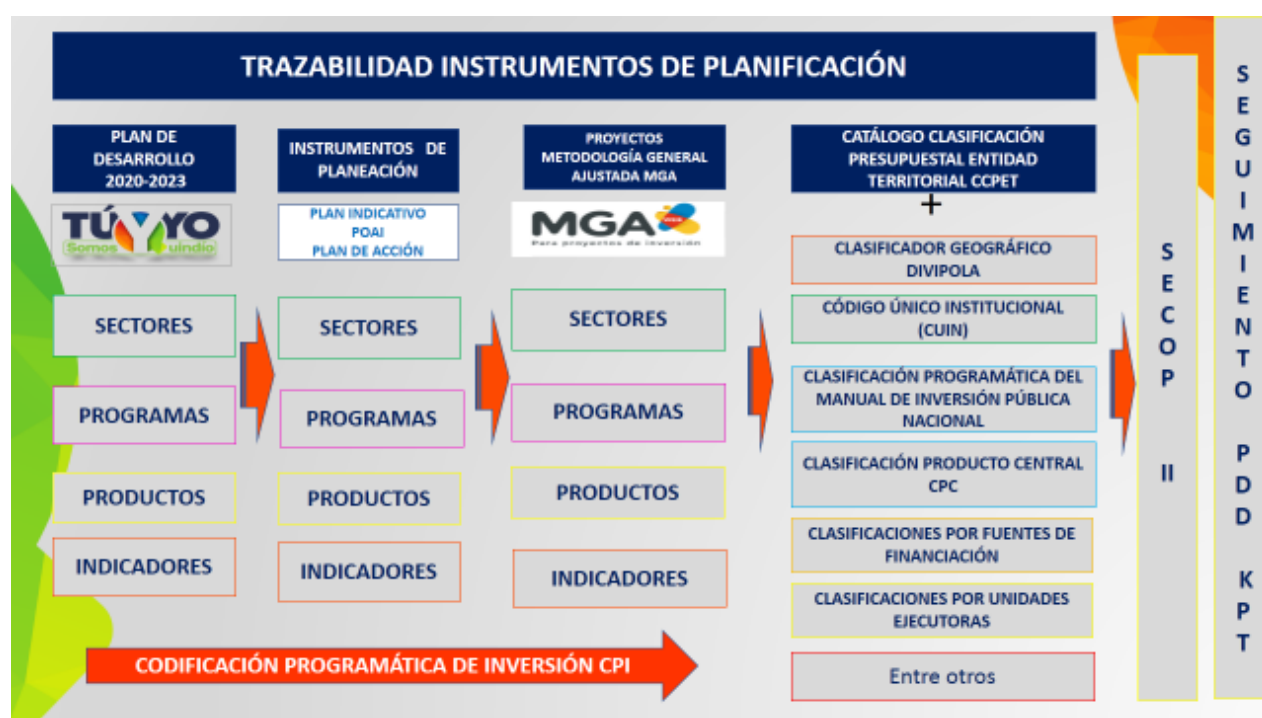 TRAZABILIDAD INSTRUMENTOS DE PLANIFICACIÓN
PLAN DE
DESARROLLO
2020-2023
TÚ Y YO
Somos Quindío
SECTORES
PROGRAMAS
PRODUCTOS
INDICADORES
INSTRUMENTOS DE
PLANEACIÓN
PLAN INDICATIVO
POAI
PLAN DE ACCIÓN
SECTORES
PROGRAMAS
PRODUCTOS
INDICADORES
PROYECTOS
METODOLOGÍA GENERAL
AJUSTADA MGA
MGA
Para proyectos de inversión
SECTORES
PROGRAMAS
PRODUCTOS
INDICADORES
CODIFICACIÓN PROGRAMÁTICA DE INVERSIÓN CPI
CATÁLOGO CLASIFICACIÓN
PRESUPUESTAL ENTIDAD
TERRITORIAL CCPET
+
CLASIFICADOR GEOGRÁFICO
DIVIPOLA
CÓDIGO ÚNICO INSTITUCIONAL
(CUIN)
CLASIFICACIÓN PROGRAMÁTICA DEL
MANUAL DE INVERSIÓN PÚBLICA
NACIONAL
CLASIFICACIÓN PRODUCTO CENTRAL
CPC
CLASIFICACIONES POR FUENTES DE
FINANCIACIÓN
CLASIFICACIONES POR UNIDADES
EJECUTORAS
Entre otros
SECOP II
SEGUIMIENTO PDD KPT